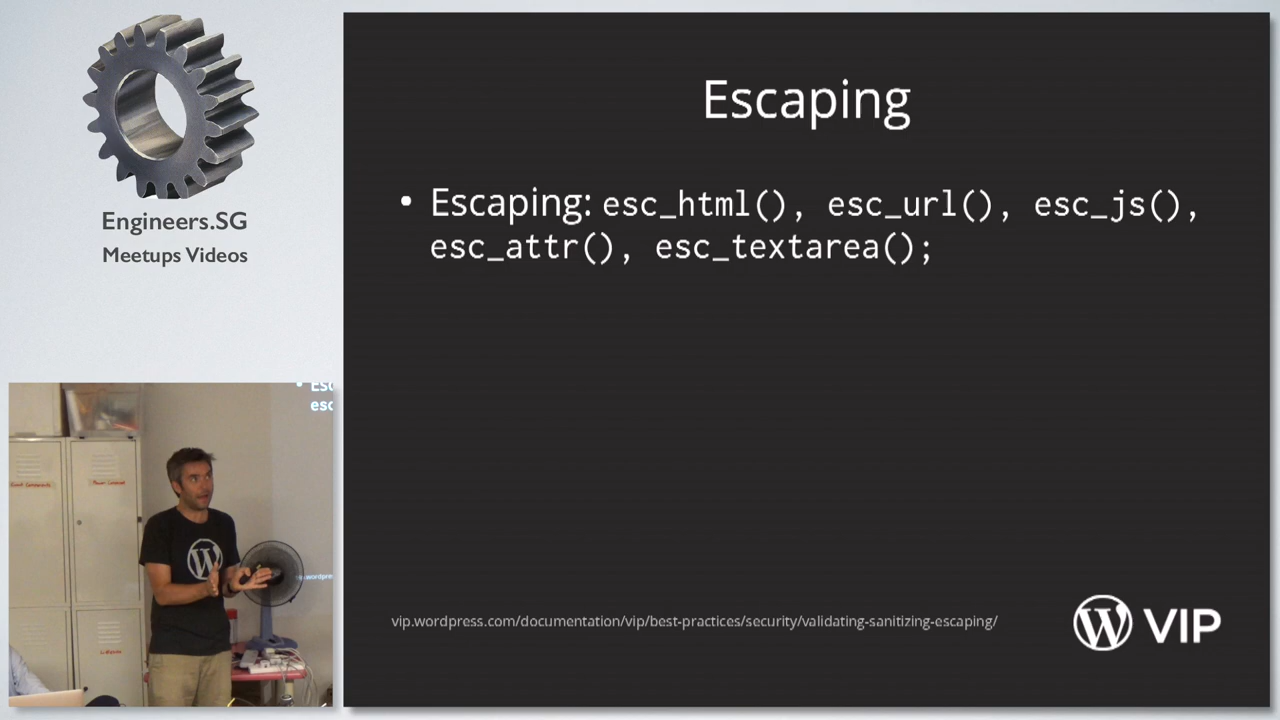 Engineers.SG
Meetups Videos
Escaping
• Escaping: esc_html(), esc_url(), esc_js(),
esc_attr(), esc_textarea();
vip.wordpress.com/documentation/vip/best-practices/security/validating-sanitizing-escaping/
VIP